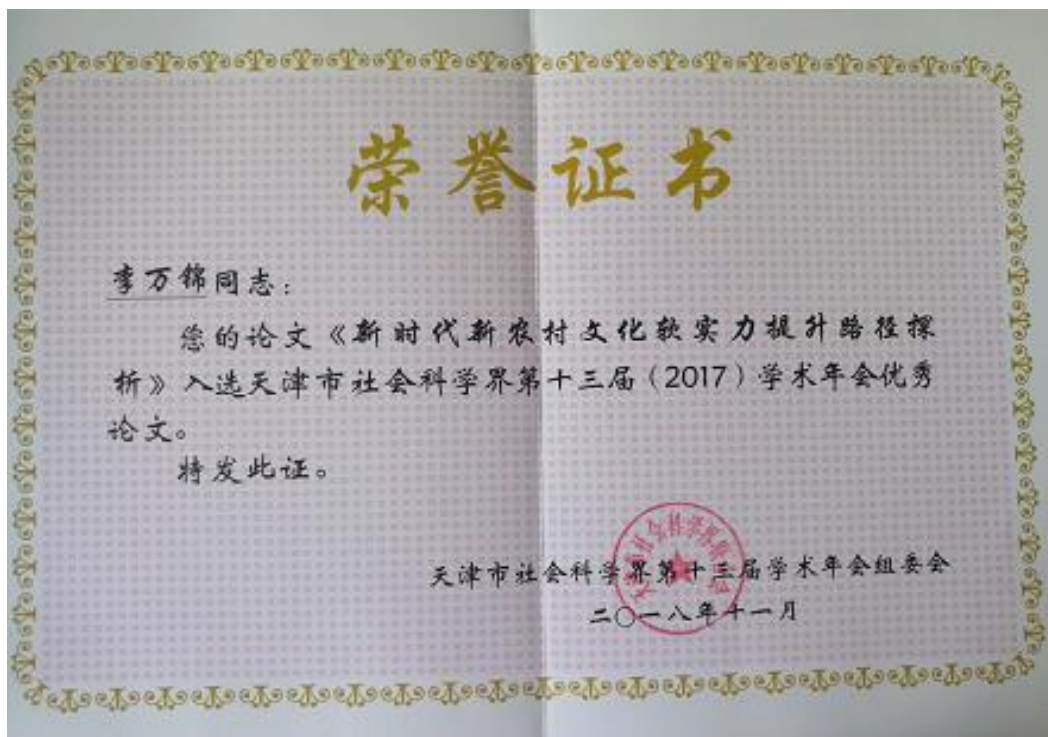 荣誉证书
李万锦同志：
您的论文《新时代新农村文化软实力提升路径探
析》入选天津市社会科学界第十三届（2017）学术年会优秀
论文。
特发此证。
天津市社会科学界第十三届学术年会组委会
二〇一八年十一月